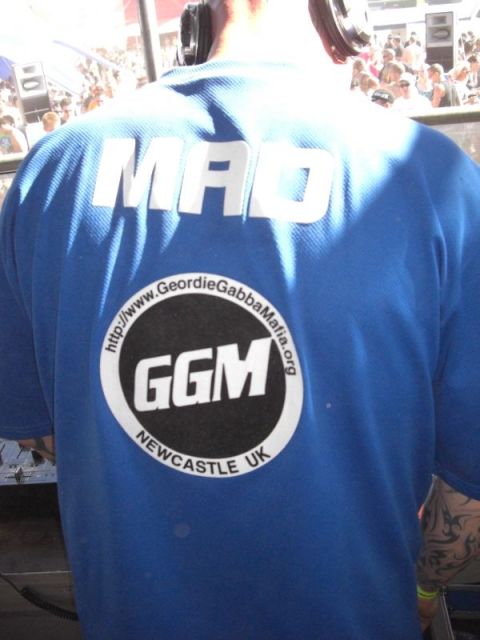 MAD
http://www.GeordieGabbaMafia.org
GGM
NEWCASTLE UK